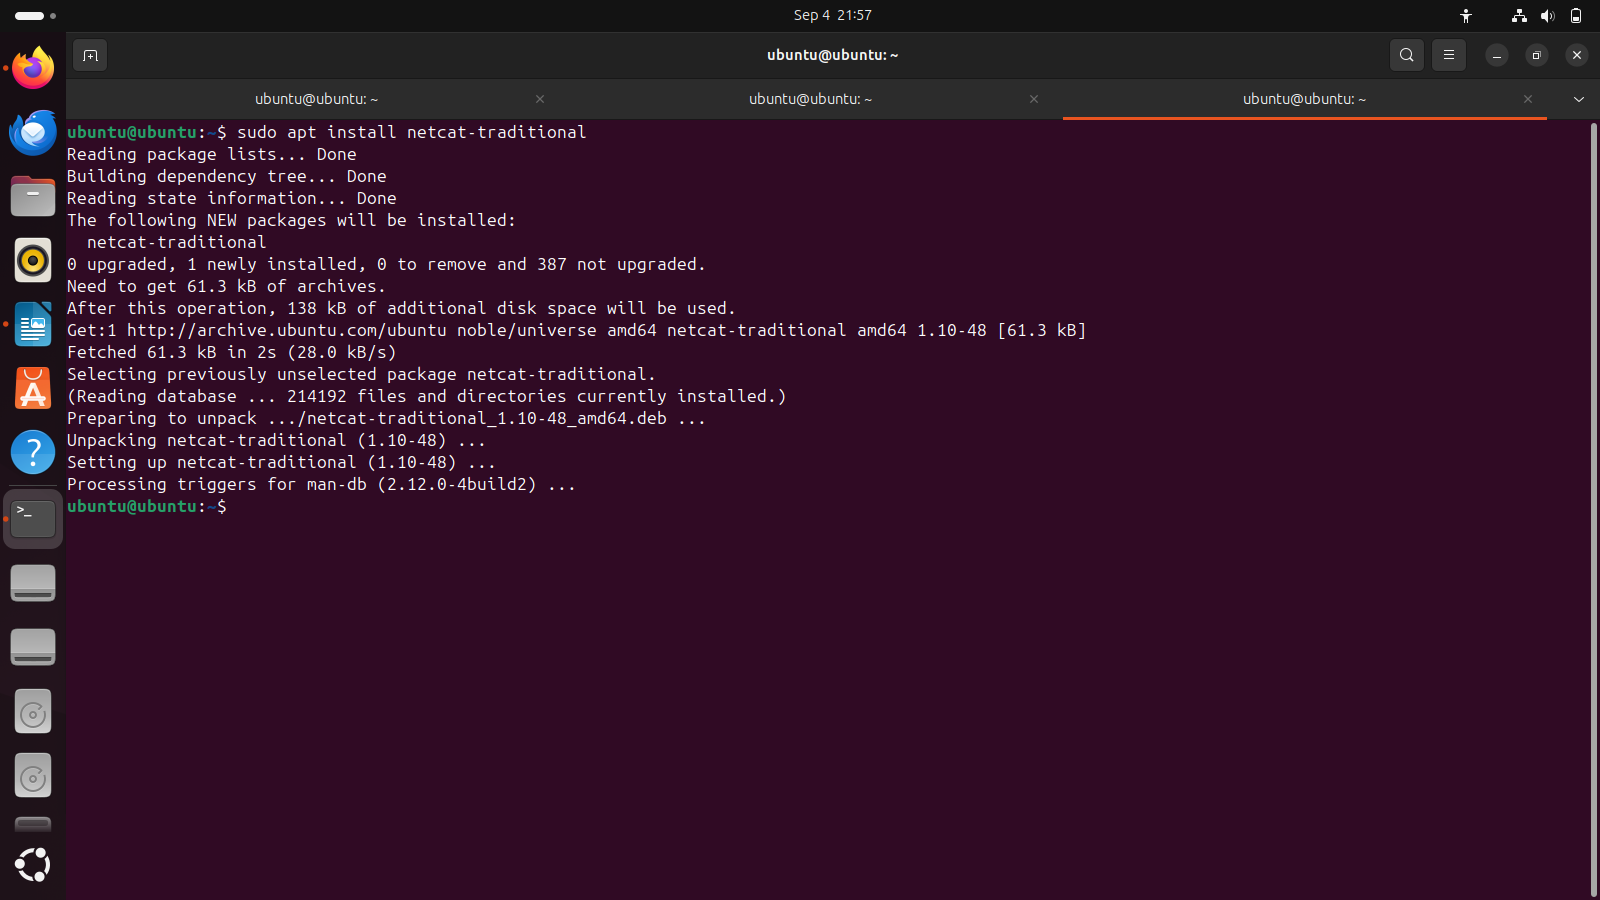 Sep 4 21:57
ubuntu@ubuntu: ~
ubuntu@ubuntu: ~
ubuntu@ubuntu: ~
ubuntu@ubuntu: ~
ubuntu@ubuntu:~$ sudo apt install netcat-traditional
Reading package lists... Done
Building dependency tree... Done
Reading state information... Done
The following NEW packages will be installed:
  netcat-traditional
0 upgraded, 1 newly installed, 0 to remove and 387 not upgraded.
Need to get 61.3 kB of archives.
After this operation, 138 kB of additional disk space will be used.
Get:1 http://archive.ubuntu.com/ubuntu noble/universe amd64 netcat-traditional amd64 1.10-48 [61.3 kB]
Fetched 61.3 kB in 2s (28.0 kB/s)
Selecting previously unselected package netcat-traditional.
(Reading database ... 214192 files and directories currently installed.)
Preparing to unpack .../netcat-traditional_1.10-48_amd64.deb ...
Unpacking netcat-traditional (1.10-48) ...
Setting up netcat-traditional (1.10-48) ...
Processing triggers for man-db (2.12.0-4build2) ...
ubuntu@ubuntu:~$